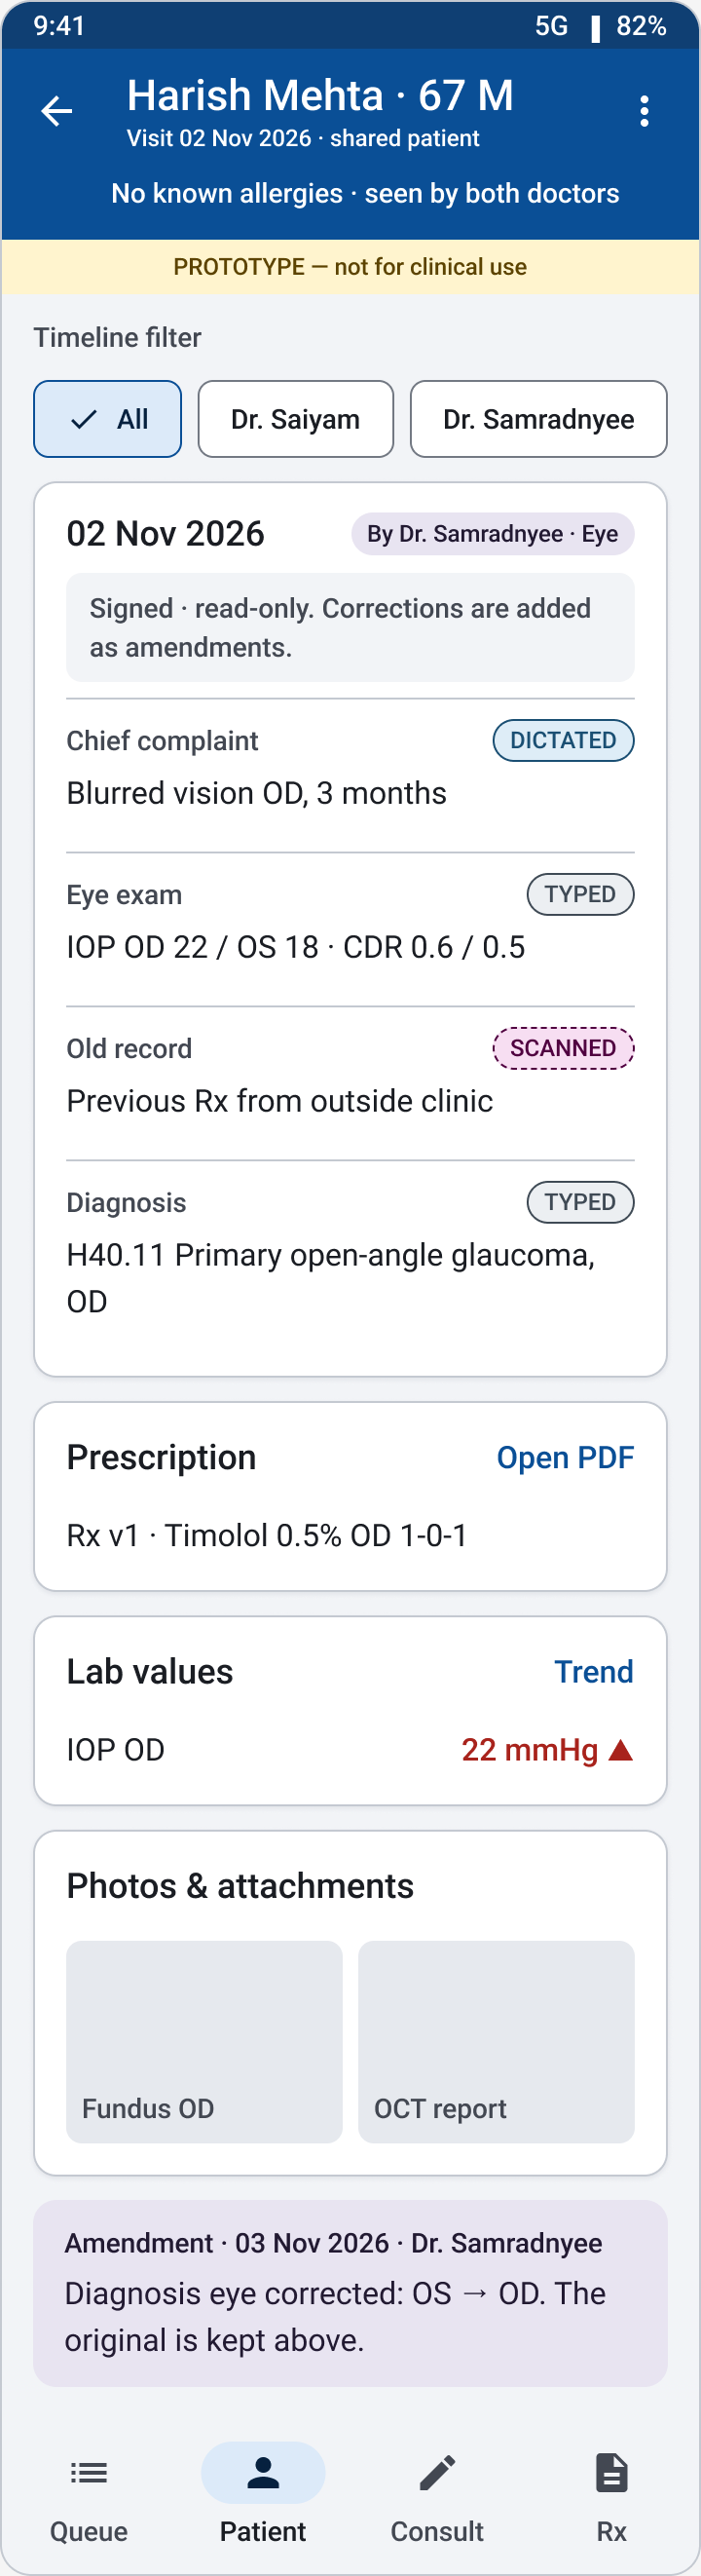 9:41 5G 82%
Harish Mehta · 67 M
Visit 02 Nov 2026 · shared patient
No known allergies · seen by both doctors
PROTOTYPE — not for clinical use
Timeline filter
All Dr. Saiyam Dr. Samradnyee
02 Nov 2026 By Dr. Samradnyee · Eye
Signed · read-only. Corrections are added
as amendments.
Chief complaint DICTATED
Blurred vision OD, 3 months
Eye exam TYPED
IOP OD 22 / OS 18 · CDR 0.6 / 0.5
Old record SCANNED
Previous Rx from outside clinic
Diagnosis TYPED
H40.11 Primary open-angle glaucoma,
OD
Prescription Open PDF
Rx v1 · Timolol 0.5% OD 1-0-1
Lab values Trend
IOP OD 22 mmHg ▲
Photos & attachments
Fundus OD OCT report
Amendment · 03 Nov 2026 · Dr. Samradnyee
Diagnosis eye corrected: OS → OD. The
original is kept above.
Queue Patient Consult Rx